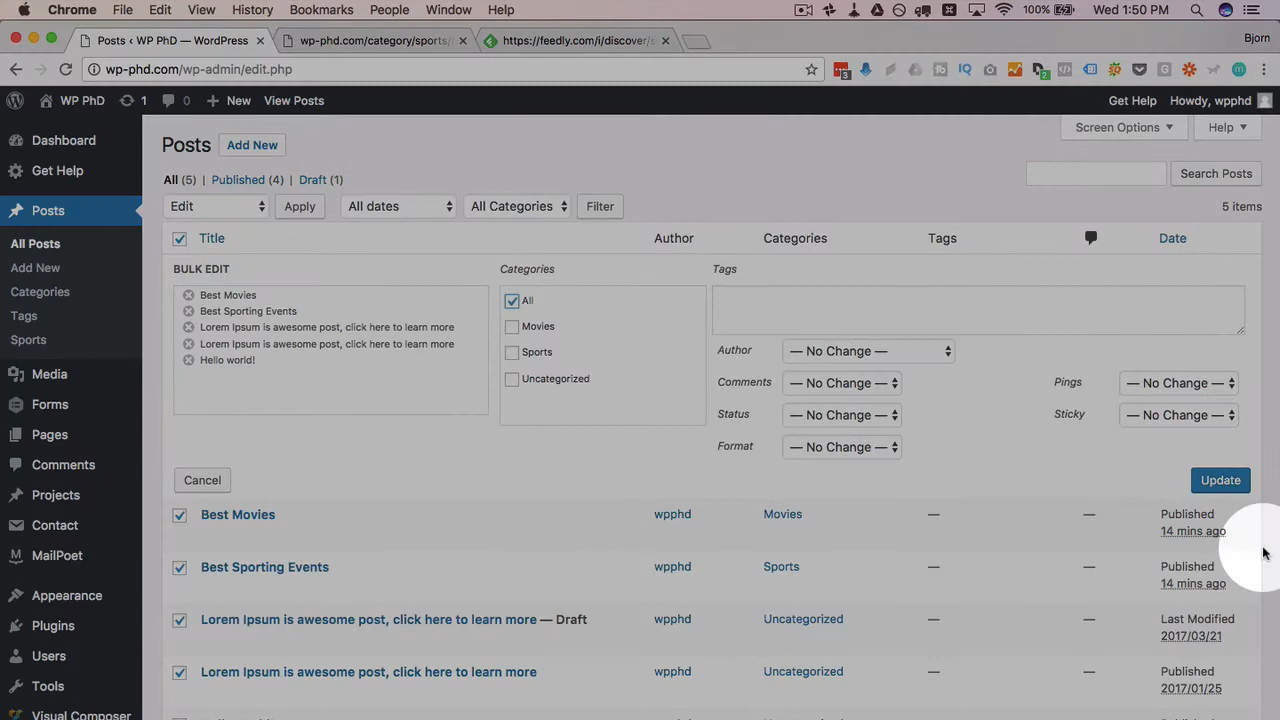 Chrome File Edit View History Bookmarks People Window Help 100% Wed 1:50 PM
Posts ‹ WP PhD — WordPress × wp-phd.com/category/sports/ × https://feedly.com/i/discover/s × Bjorn
wp-phd.com/wp-admin/edit.php
WP PhD 1 0 + New View Posts Get Help Howdy, wpphd
Dashboard
Get Help
Posts
All Posts
Add New
Categories
Tags
Sports
Media
Forms
Pages
Comments
Projects
Contact
MailPoet
Appearance
Plugins
Users
Tools
Visual Composer
Screen Options Help
Posts Add New
All (5) | Published (4) | Draft (1)
Search Posts
Edit Apply All dates All Categories Filter 5 items
Title Author Categories Tags Date
BULK EDIT
Best Movies
Best Sporting Events
Lorem Ipsum is awesome post, click here to learn more
Lorem Ipsum is awesome post, click here to learn more
Hello world!
Categories
All
Movies
Sports
Uncategorized
Tags
Author — No Change —
Comments — No Change — Pings — No Change —
Status — No Change — Sticky — No Change —
Format — No Change —
Cancel Update
Best Movies wpphd Movies — — Published
14 mins ago
Best Sporting Events wpphd Sports — — Published
14 mins ago
Lorem Ipsum is awesome post, click here to learn more — Draft wpphd Uncategorized — — Last Modified
2017/03/21
Lorem Ipsum is awesome post, click here to learn more wpphd Uncategorized — — Published
2017/01/25